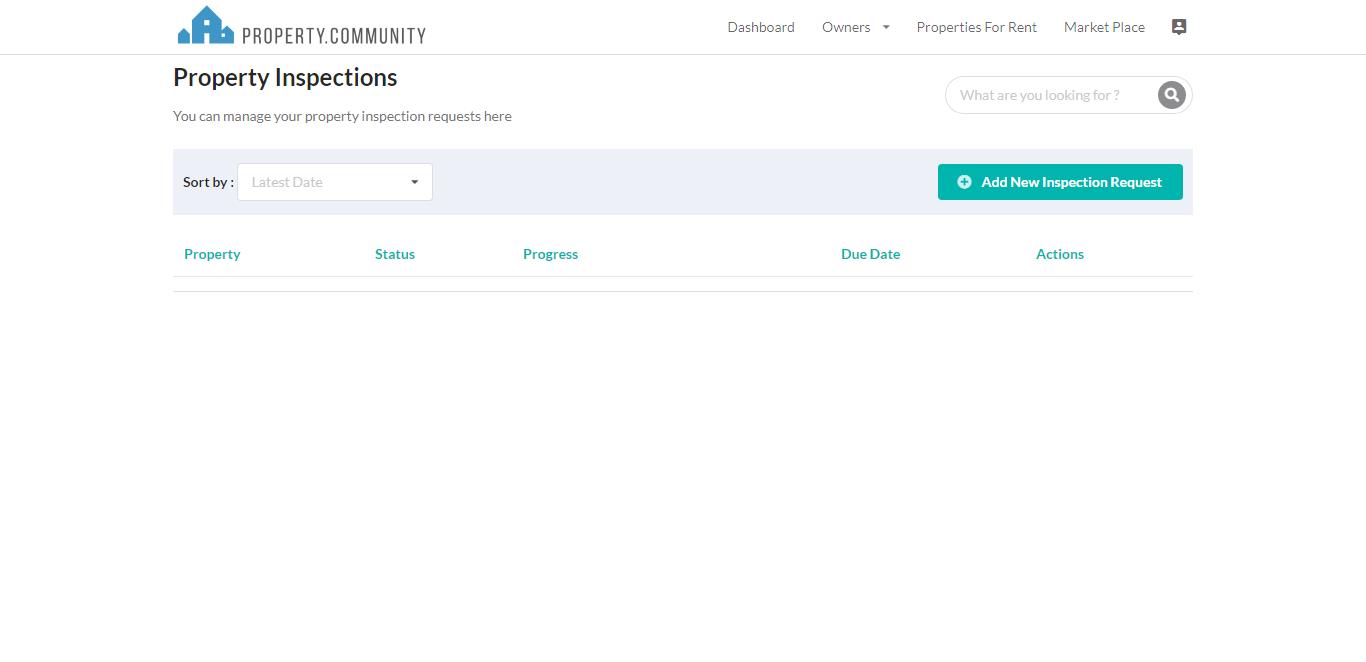 PROPERTY.COMMUNITY
Dashboard Owners Properties For Rent Market Place
Property Inspections
What are you looking for ?
You can manage your property inspection requests here
Sort by : Latest Date Add New Inspection Request
Property Status Progress Due Date Actions